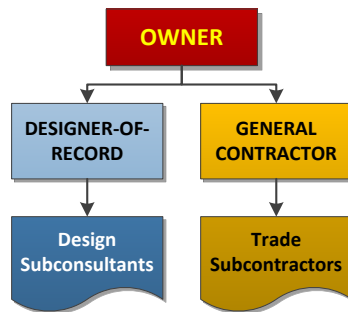 OWNER
DESIGNER-OF-
RECORD
GENERAL
CONTRACTOR
Design
Subconsultants
Trade
Subcontractors